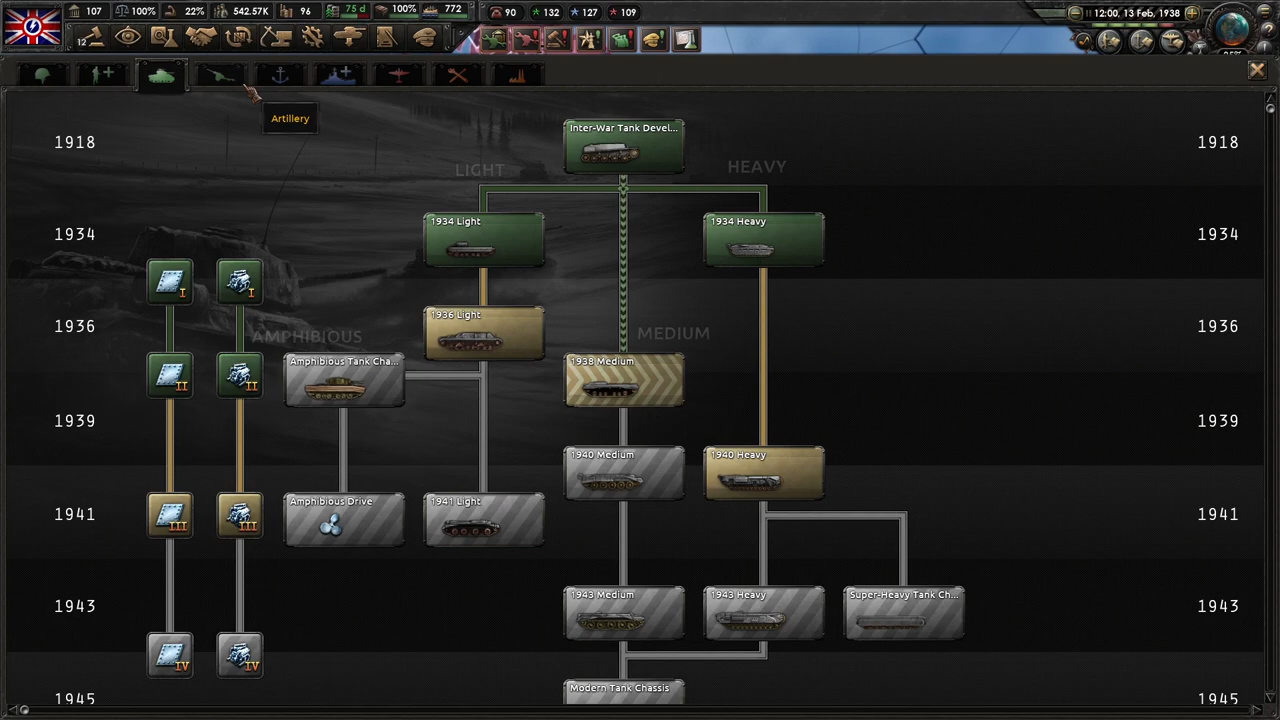 107 100% 22% 542.57K 96 75 d 100% 772 90 132 127 109 12:00, 13 Feb, 1938
12
Artillery
1918 Inter-War Tank Devel... 1918
LIGHT HEAVY
1934 1934 Light 1934 Heavy 1934
I I
1936 1936 Light 1936
AMPHIBIOUS MEDIUM
II II Amphibious Tank Cha... 1938 Medium
1939 1939
1940 Medium 1940 Heavy
1941 III III Amphibious Drive 1941 Light 1941
1943 1943 Medium 1943 Heavy Super-Heavy Tank Ch... 1943
IV IV
1945 Modern Tank Chassis 1945